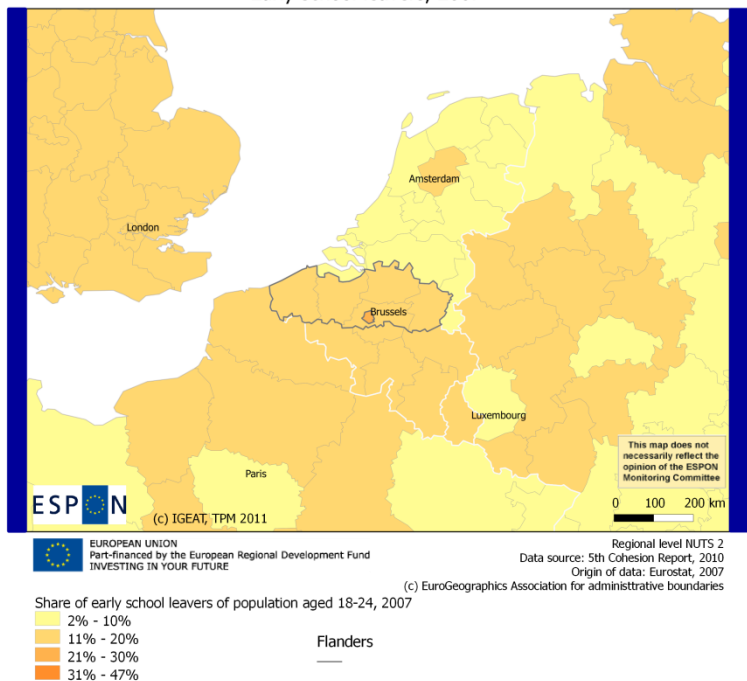 Amsterdam
London
Brussels
Luxembourg
Paris
This map does not
necessarily reflect the
opinion of the ESPON
Monitoring Committee
ESPON
(c) IGEAT, TPM 2011
0 100 200 km
EUROPEAN UNION
Part-financed by the European Regional Development Fund
INVESTING IN YOUR FUTURE
Regional level NUTS 2
Data source: 5th Cohesion Report, 2010
Origin of data: Eurostat, 2007
(c) EuroGeographics Association for administtrative boundaries
Share of early school leavers of population aged 18-24, 2007
2% - 10%
11% - 20%
21% - 30%
31% - 47%
Flanders